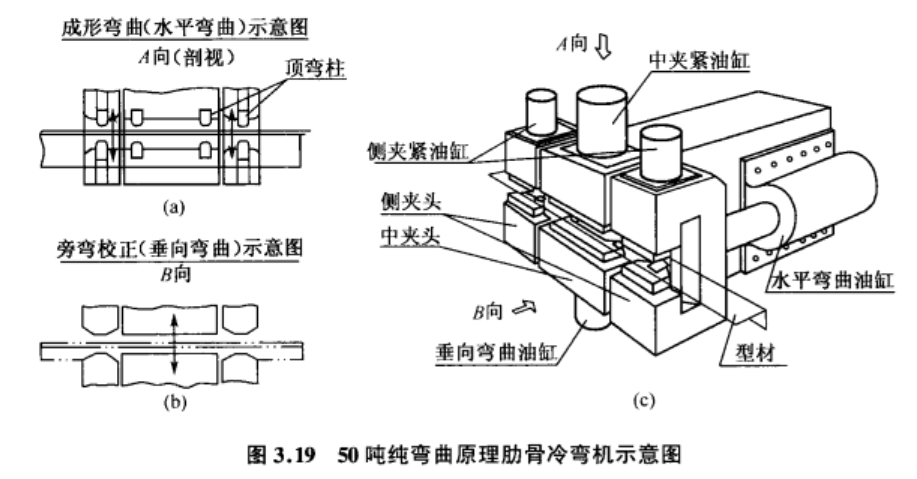 成形弯曲(水平弯曲)示意图
A向(剖视)
顶弯柱
(a)
旁弯校正(垂向弯曲)示意图
B向
(b)
A向
中夹紧油缸
侧夹紧油缸
侧夹头
中夹头
B向
垂向弯曲油缸
水平弯曲油缸
型材
(c)
图 3.19 50 吨纯弯曲原理肋骨冷弯机示意图